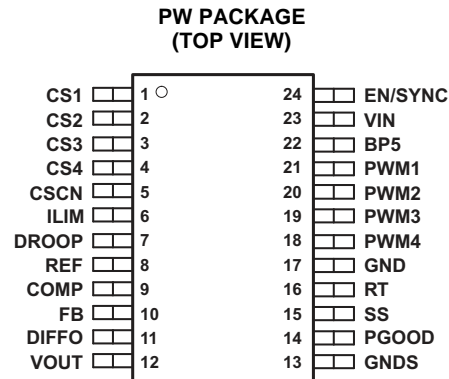 PW PACKAGE
(TOP VIEW)
CS1 1 24 EN/SYNC
CS2 2 23 VIN
CS3 3 22 BP5
CS4 4 21 PWM1
CSCN 5 20 PWM2
ILIM 6 19 PWM3
DROOP 7 18 PWM4
REF 8 17 GND
COMP 9 16 RT
FB 10 15 SS
DIFFO 11 14 PGOOD
VOUT 12 13 GNDS